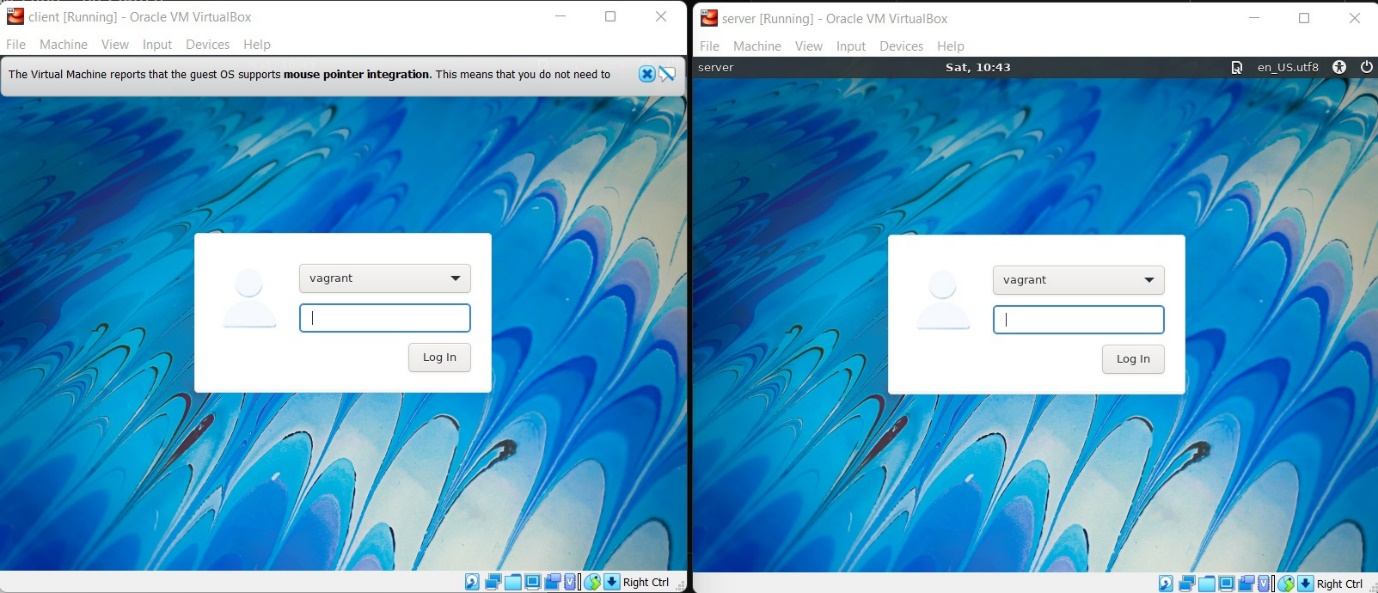 client [Running] - Oracle VM VirtualBox
File Machine View Input Devices Help
The Virtual Machine reports that the guest OS supports mouse pointer integration. This means that you do not need to
vagrant
Log In
Right Ctrl
server [Running] - Oracle VM VirtualBox
File Machine View Input Devices Help
server Sat, 10:43 en_US.utf8
vagrant
Log In
Right Ctrl